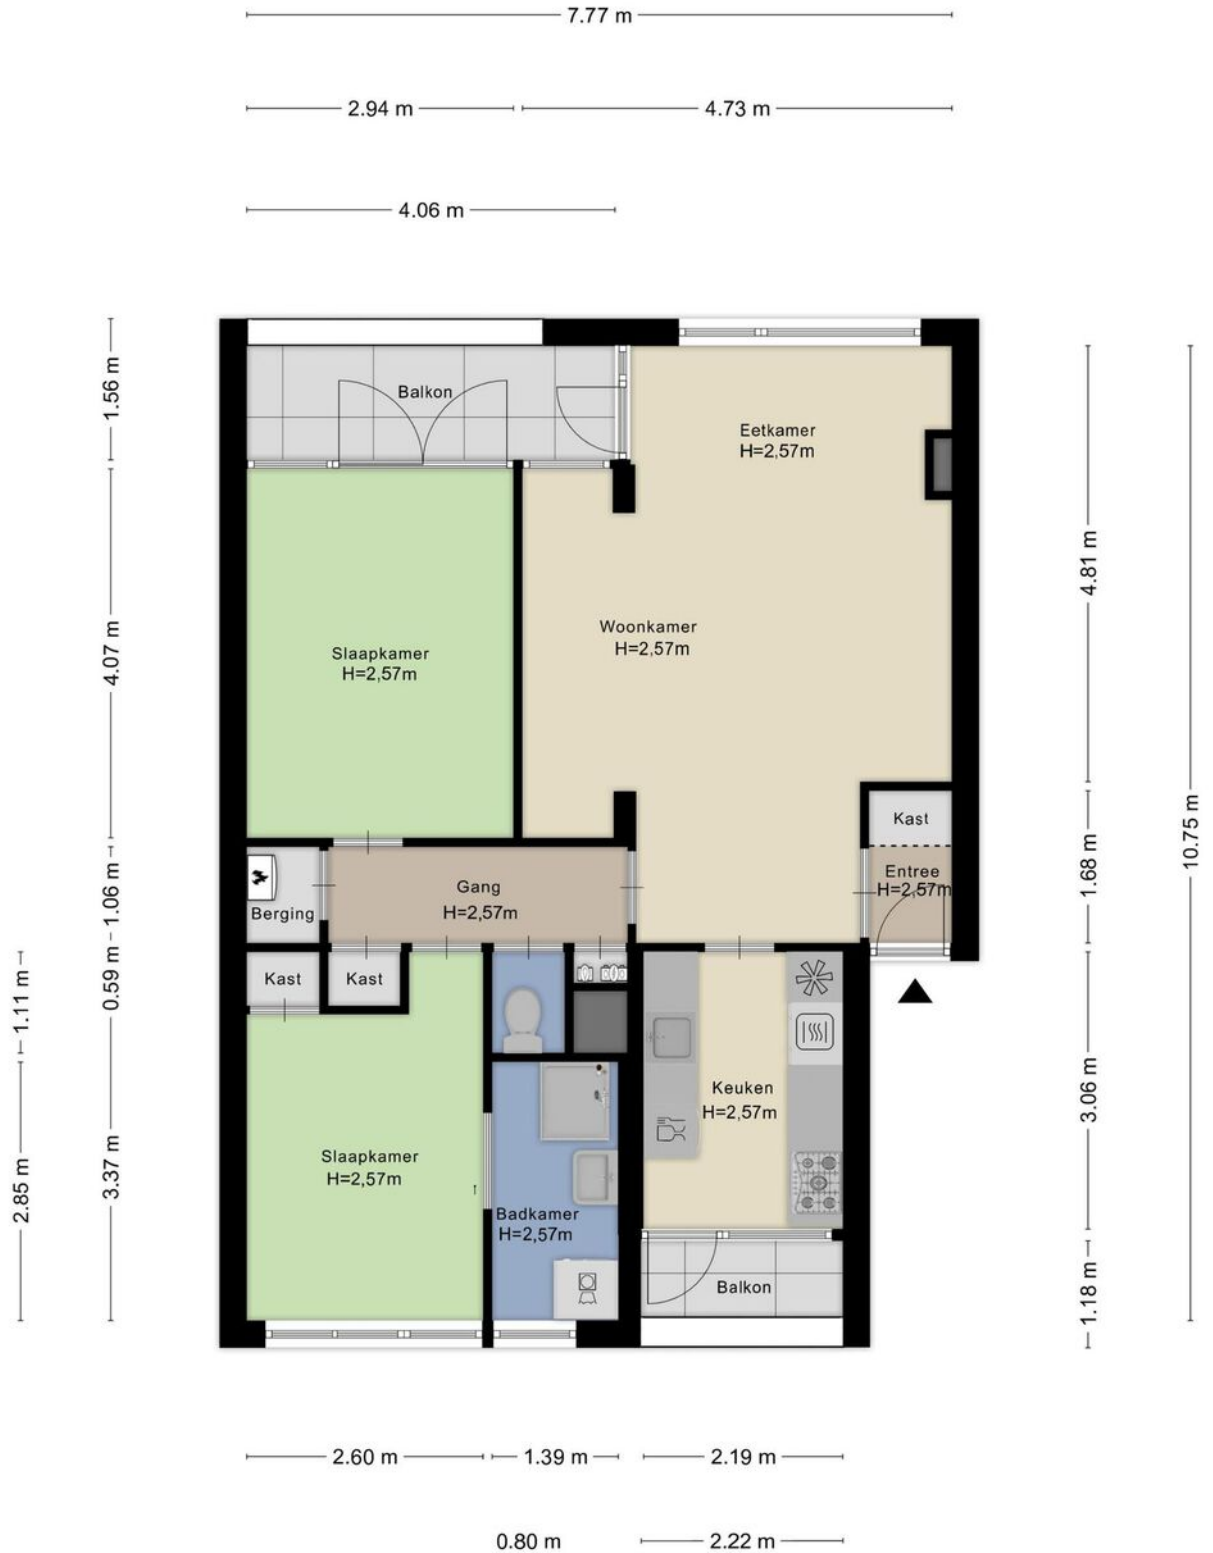 7.77 m
2.94 m
4.73 m
4.06 m
1.56 m
4.07 m
1.06 m
0.59 m
3.37 m
1.11 m
2.85 m
4.81 m
1.68 m
3.06 m
1.18 m
10.75 m
Balkon
Eetkamer
H=2,57m
Woonkamer
H=2,57m
Slaapkamer
H=2,57m
Kast
Entree
H=2,57m
Gang
H=2,57m
Berging
Kast
Kast
Keuken
H=2,57m
Slaapkamer
H=2,57m
Badkamer
H=2,57m
Balkon
2.60 m
1.39 m
2.19 m
0.80 m
2.22 m